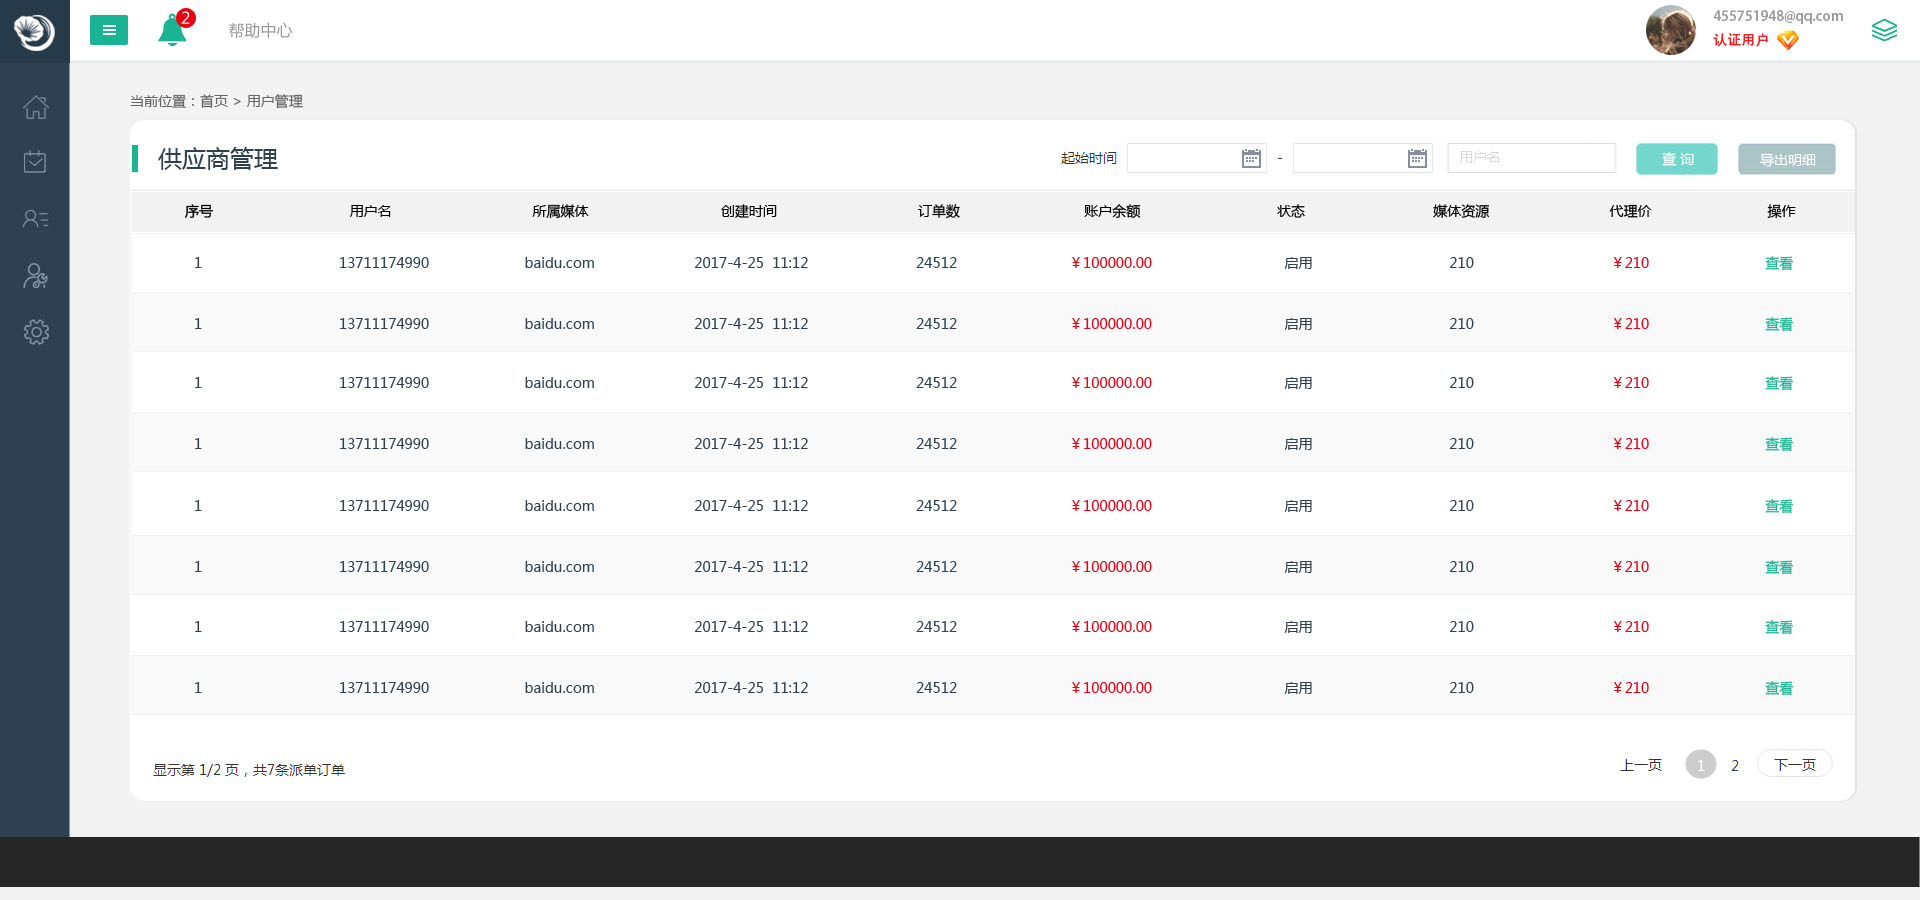 2 帮助中心 455751948@qq.com
认证用户
当前位置：首页 > 用户管理
供应商管理 起始时间 - 用户名 查 询 导出明细
序号 用户名 所属媒体 创建时间 订单数 账户余额 状态 媒体资源 代理价 操作
1 13711174990 baidu.com 2017-4-25 11:12 24512 ￥100000.00 启用 210 ￥210 查看
1 13711174990 baidu.com 2017-4-25 11:12 24512 ￥100000.00 启用 210 ￥210 查看
1 13711174990 baidu.com 2017-4-25 11:12 24512 ￥100000.00 启用 210 ￥210 查看
1 13711174990 baidu.com 2017-4-25 11:12 24512 ￥100000.00 启用 210 ￥210 查看
1 13711174990 baidu.com 2017-4-25 11:12 24512 ￥100000.00 启用 210 ￥210 查看
1 13711174990 baidu.com 2017-4-25 11:12 24512 ￥100000.00 启用 210 ￥210 查看
1 13711174990 baidu.com 2017-4-25 11:12 24512 ￥100000.00 启用 210 ￥210 查看
1 13711174990 baidu.com 2017-4-25 11:12 24512 ￥100000.00 启用 210 ￥210 查看
显示第 1/2 页，共7条派单订单 上一页 1 2 下一页